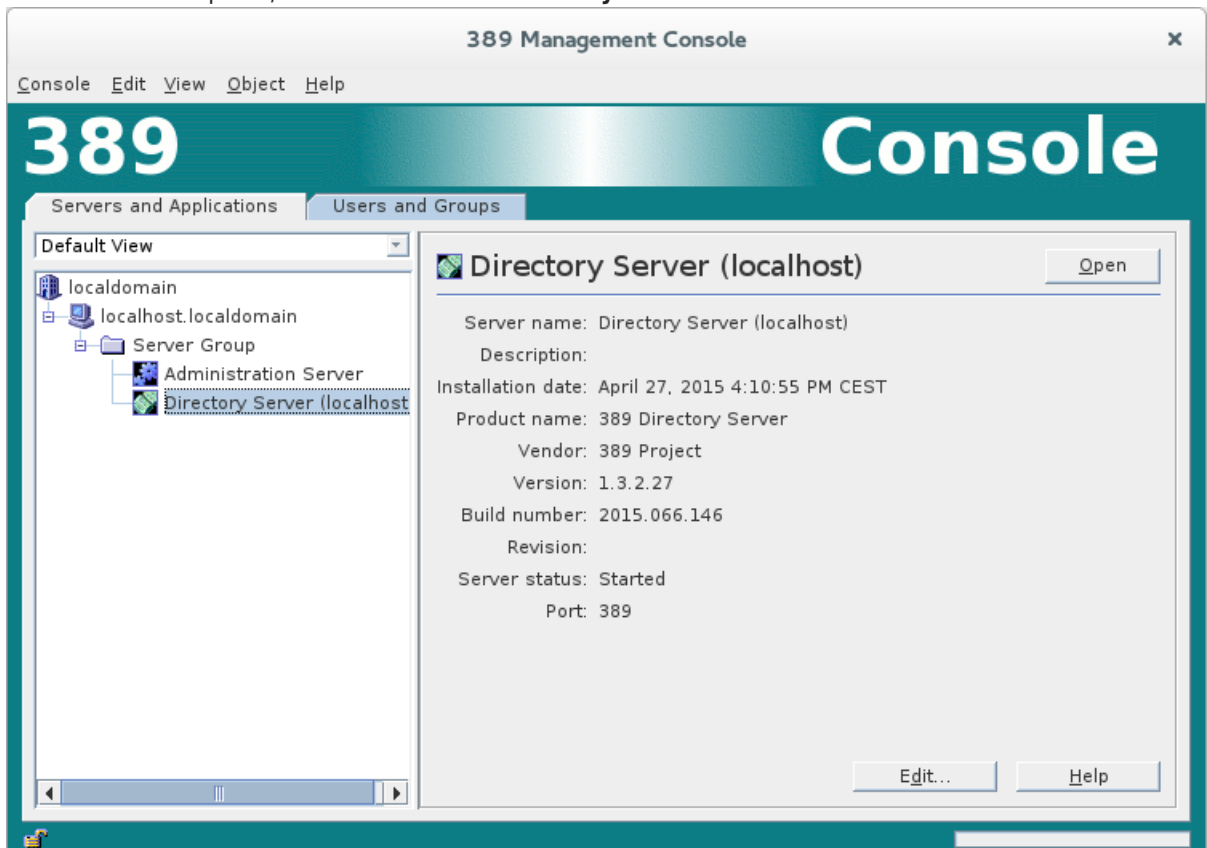 389 Management Console
Console Edit View Object Help
389 Console
Servers and Applications Users and Groups
Default View
localdomain
localhost.localdomain
Server Group
Administration Server
Directory Server (localhost
Directory Server (localhost) Open
Server name: Directory Server (localhost)
Description:
Installation date: April 27, 2015 4:10:55 PM CEST
Product name: 389 Directory Server
Vendor: 389 Project
Version: 1.3.2.27
Build number: 2015.066.146
Revision:
Server status: Started
Port: 389
Edit... Help